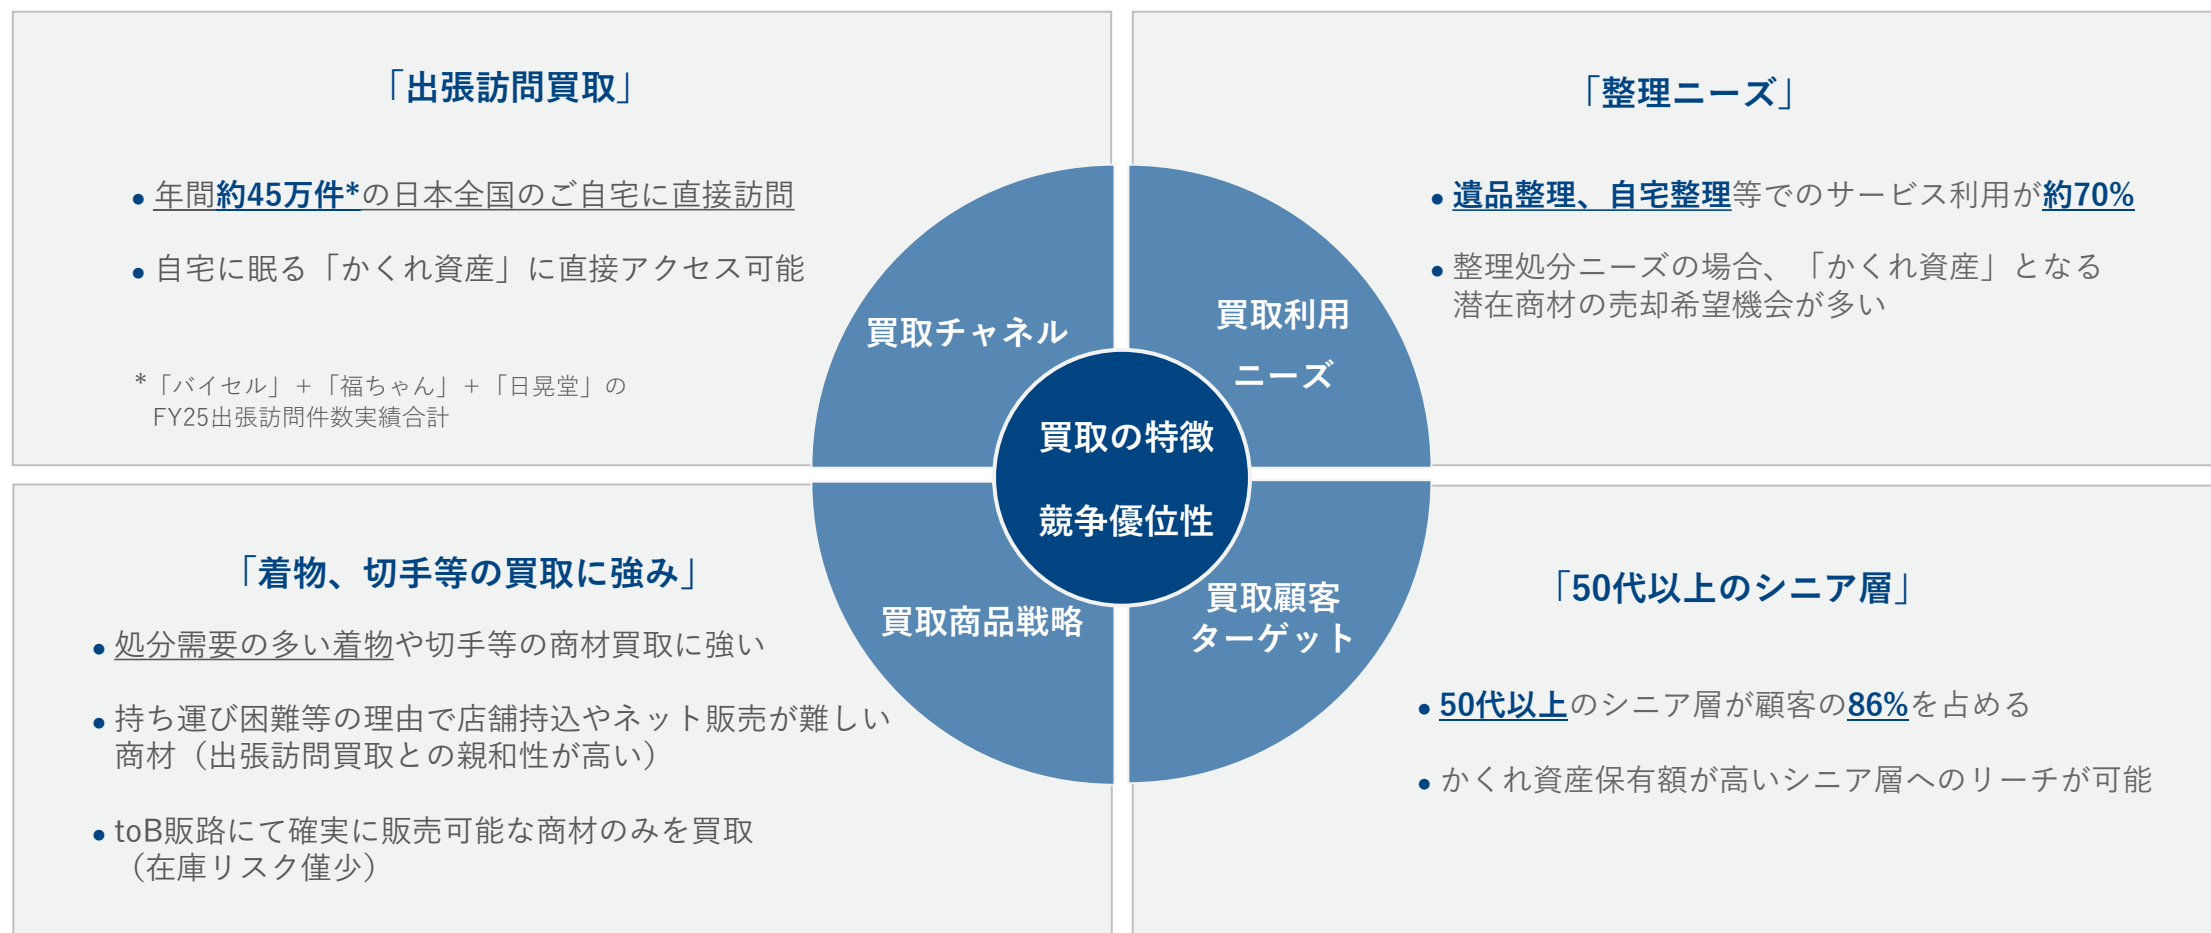 「出張訪問買取」
● 年間約45万件*の日本全国のご自宅に直接訪問
● 自宅に眠る「かくれ資産」に直接アクセス可能
*「バイセル」+「福ちゃん」+「日晃堂」の
FY25出張訪問件数実績合計
「整理ニーズ」
● 遺品整理、自宅整理等でのサービス利用が約70%
● 整理処分ニーズの場合、「かくれ資産」となる
潜在商材の売却希望機会が多い
買取チャネル
買取利用
ニーズ
買取の特徴
競争優位性
買取商品戦略
買取顧客
ターゲット
「着物、切手等の買取に強み」
● 処分需要の多い着物や切手等の商材買取に強い
● 持ち運び困難等の理由で店舗持込やネット販売が難しい
商材（出張訪問買取との親和性が高い）
● toB販路にて確実に販売可能な商材のみを買取
（在庫リスク僅少）
「50代以上のシニア層」
● 50代以上のシニア層が顧客の86%を占める
● かくれ資産保有額が高いシニア層へのリーチが可能